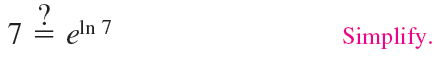 7 ≟ e^{ln 7} Simplify.